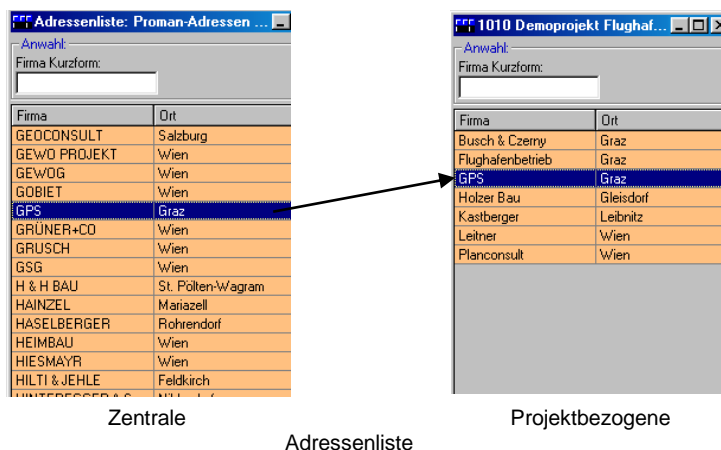 Adressenliste: Proman-Adressen ...
Anwahl:
Firma Kurzform:
Firma Ort
GEOCONSULT Salzburg
GEWO PROJEKT Wien
GEWOG Wien
GOBIET Wien
GPS Graz
GRÜNER+CO Wien
GRUSCH Wien
GSG Wien
H & H BAU St. Pölten-Wagram
HAINZEL Mariazell
HASELBERGER Rohrendorf
HEIMBAU Wien
HIESMAYR Wien
HILTI & JEHLE Feldkirch
1010 Demoprojekt Flughaf...
Anwahl:
Firma Kurzform:
Firma Ort
Busch & Czerny Graz
Flughafenbetrieb Graz
GPS Graz
Holzer Bau Gleisdorf
Kastberger Leibnitz
Leitner Wien
Planconsult Wien
Zentrale Projektbezogene
Adressenliste